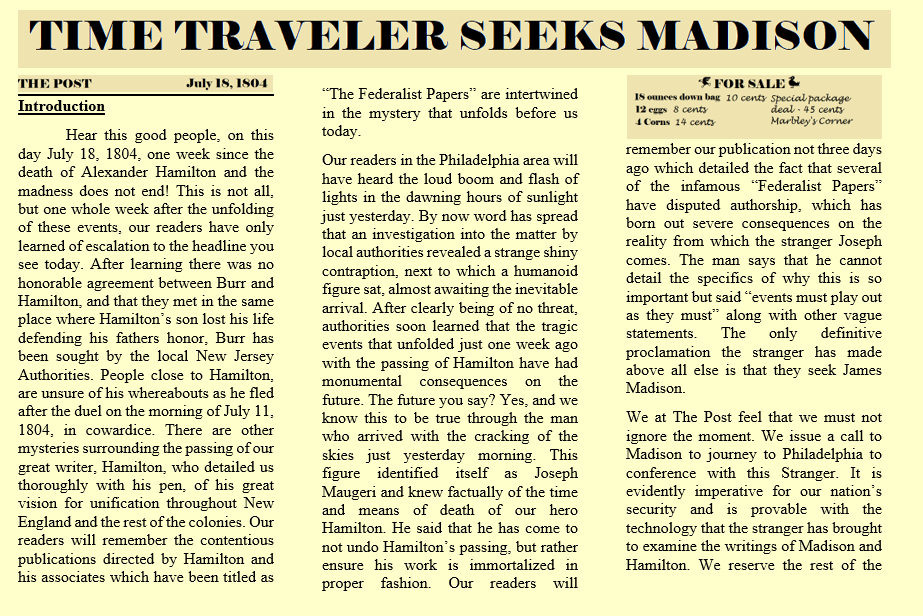 TIME TRAVELER SEEKS MADISON
THE POST July 18, 1804
Introduction
Hear this good people, on this
day July 18, 1804, one week since the
death of Alexander Hamilton and the
madness does not end! This is not all,
but one whole week after the unfolding
of these events, our readers have only
learned of escalation to the headline you
see today. After learning there was no
honorable agreement between Burr and
Hamilton, and that they met in the same
place where Hamilton’s son lost his life
defending his fathers honor, Burr has
been sought by the local New Jersey
Authorities. People close to Hamilton,
are unsure of his whereabouts as he fled
after the duel on the morning of July 11,
1804, in cowardice. There are other
mysteries surrounding the passing of our
great writer, Hamilton, who detailed us
thoroughly with his pen, of his great
vision for unification throughout New
England and the rest of the colonies. Our
readers will remember the contentious
publications directed by Hamilton and
his associates which have been titled as
“The Federalist Papers” are intertwined
in the mystery that unfolds before us
today.
Our readers in the Philadelphia area will
have heard the loud boom and flash of
lights in the dawning hours of sunlight
just yesterday. By now word has spread
that an investigation into the matter by
local authorities revealed a strange shiny
contraption, next to which a humanoid
figure sat, almost awaiting the inevitable
arrival. After clearly being of no threat,
authorities soon learned that the tragic
events that unfolded just one week ago
with the passing of Hamilton have had
monumental consequences on the
future. The future you say? Yes, and we
know this to be true through the man
who arrived with the cracking of the
skies just yesterday morning. This
figure identified itself as Joseph
Maugeri and knew factually of the time
and means of death of our hero
Hamilton. He said that he has come to
not undo Hamilton’s passing, but rather
ensure his work is immortalized in
proper fashion. Our readers will
FOR SALE
18 ounces down bag 10 cents Special package
12 eggs 8 cents deal - 45 cents
4 Corns 14 cents Marbley's Corner
remember our publication not three days
ago which detailed the fact that several
of the infamous “Federalist Papers”
have disputed authorship, which has
born out severe consequences on the
reality from which the stranger Joseph
comes. The man says that he cannot
detail the specifics of why this is so
important but said “events must play out
as they must” along with other vague
statements. The only definitive
proclamation the stranger has made
above all else is that they seek James
Madison.
We at The Post feel that we must not
ignore the moment. We issue a call to
Madison to journey to Philadelphia to
conference with this Stranger. It is
evidently imperative for our nation’s
security and is provable with the
technology that the stranger has brought
to examine the writings of Madison and
Hamilton. We reserve the rest of the